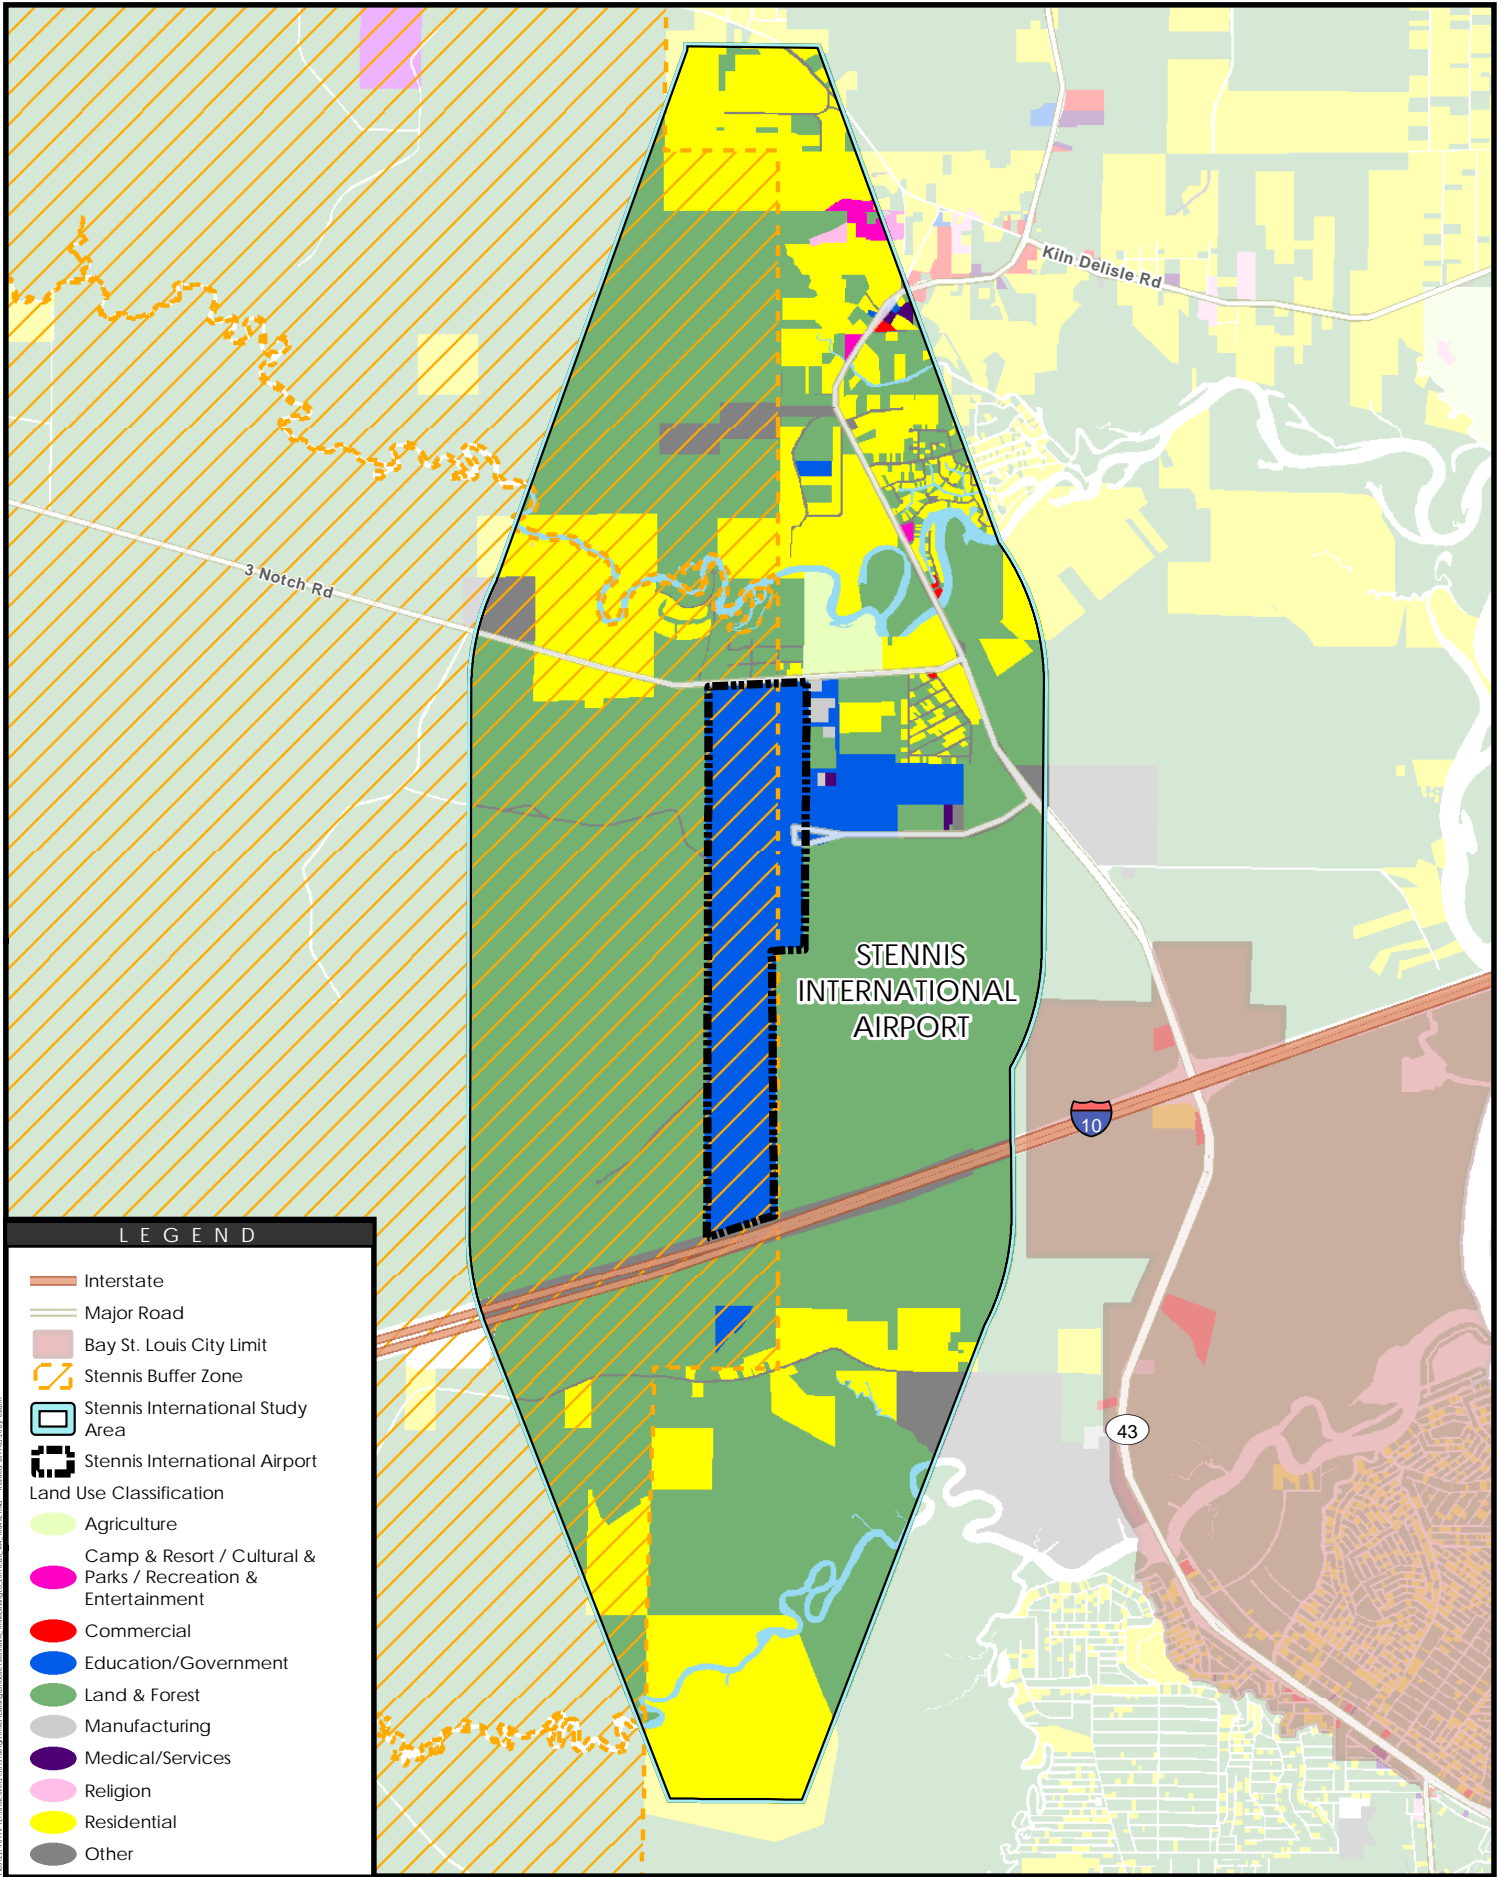 Kiln Delisle Rd
3 Notch Rd
STENNIS
INTERNATIONAL
AIRPORT
10
43
LEGEND
Interstate
Major Road
Bay St. Louis City Limit
Stennis Buffer Zone
Stennis International Study
Area
Stennis International Airport
Land Use Classification
Agriculture
Camp & Resort / Cultural &
Parks / Recreation &
Entertainment
Commercial
Education/Government
Land & Forest
Manufacturing
Medical/Services
Religion
Residential
Other